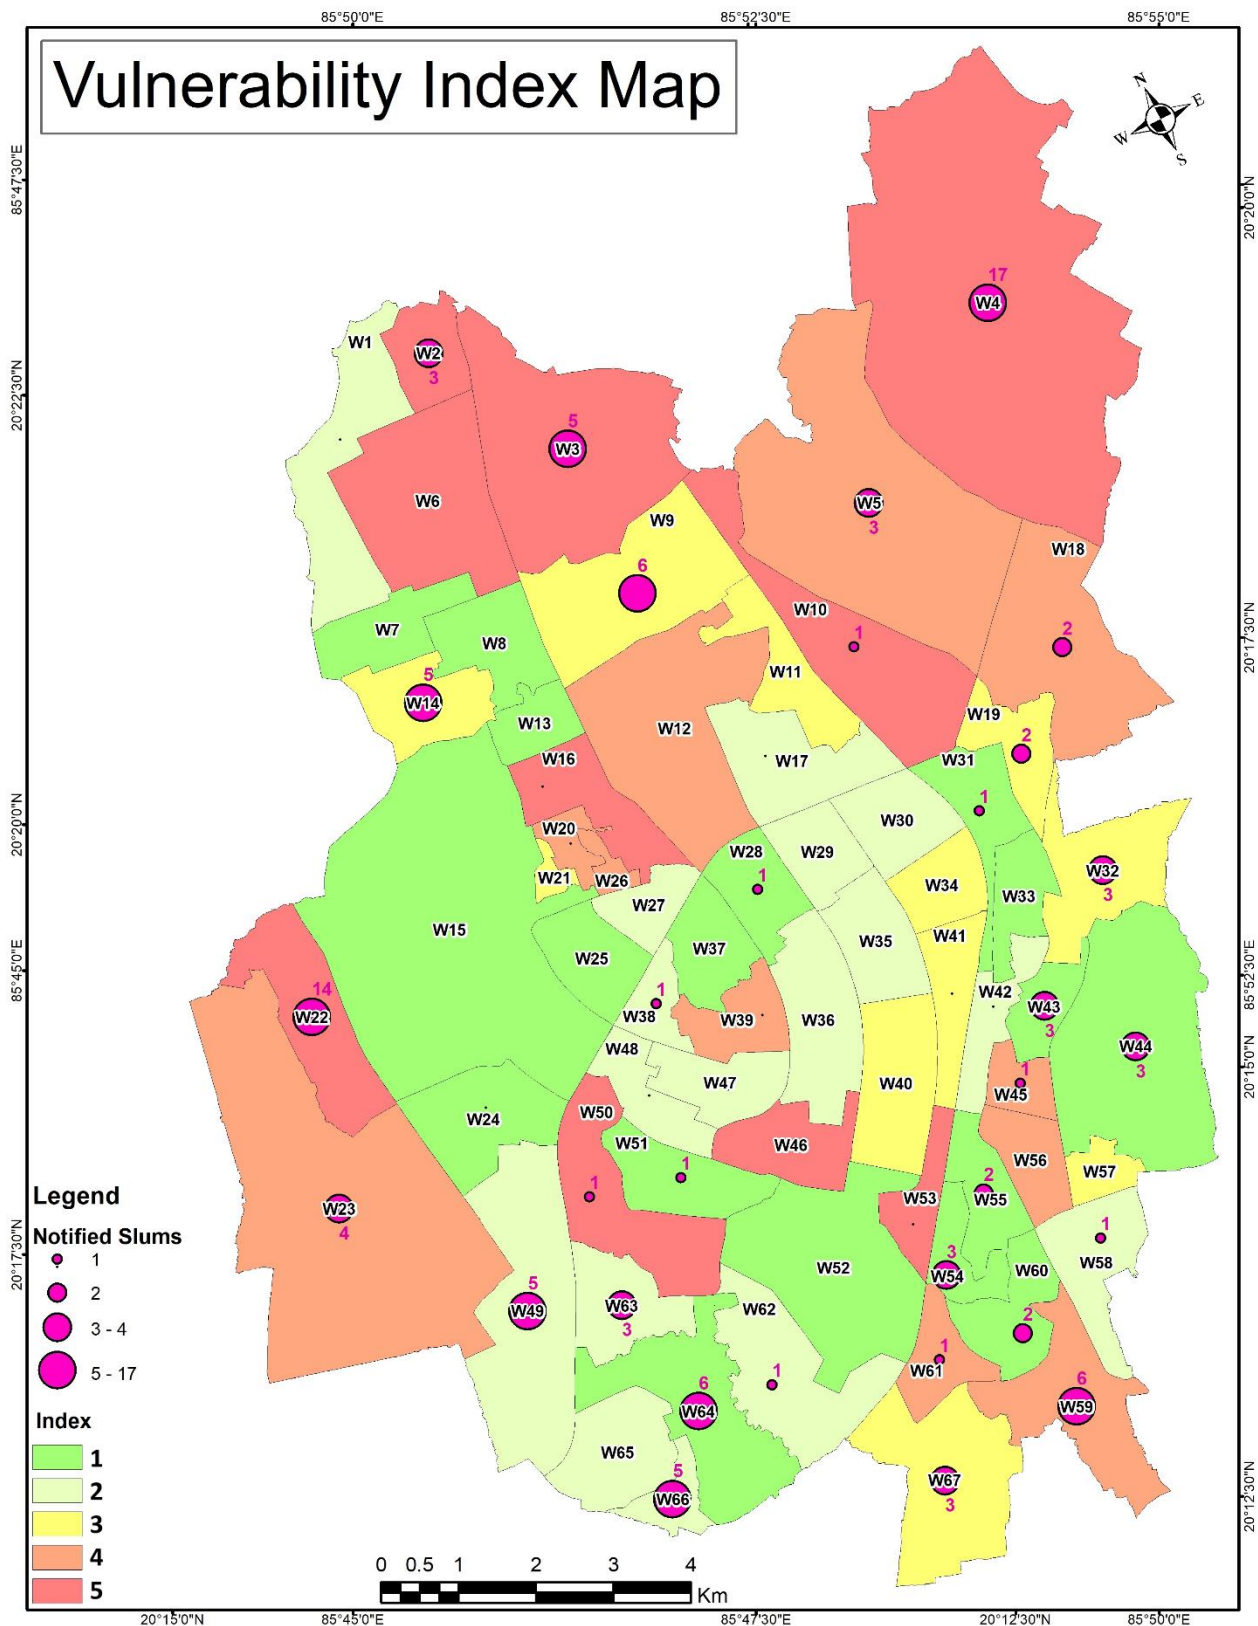 85°50'0"E
85°52'30"E
85°55'0"E
Vulnerability Index Map
N
E
W
S
85°47'30"E
20°20'0"N
17
W4
W1
W2
3
20°22'30"N
5
W3
W6
W9
W5
3
W18
6
W10
1
2
20°17'30"N
W7
W8
5
W14
W11
W13
W12
W19
2
W16
W17
W31
1
20°20'0"N
W20
W30
W28
W29
1
W21
W26
W34
W32
3
W33
W27
W15
W37
W35
W41
W25
85°45'0"E
85°52'30"E
14
W22
1
W38
W39
W36
W42
W43
3
W44
3
20°15'0"N
W48
W47
W40
1
W45
W24
W50
W51
W46
1
1
W56
W57
2
W55
W53
Legend
Notified Slums
1
2
3 - 4
5 - 17
W23
4
20°17'30"N
1
W58
3
W54
W60
W52
5
W49
W63
3
W62
2
1
W61
1
6
W64
6
W59
Index
1
2
3
4
5
W65
5
W66
W67
3
20°12'30"N
0 0.5 1 2 3 4
Km
20°15'0"N
85°45'0"E
85°47'30"E
20°12'30"N
85°50'0"E